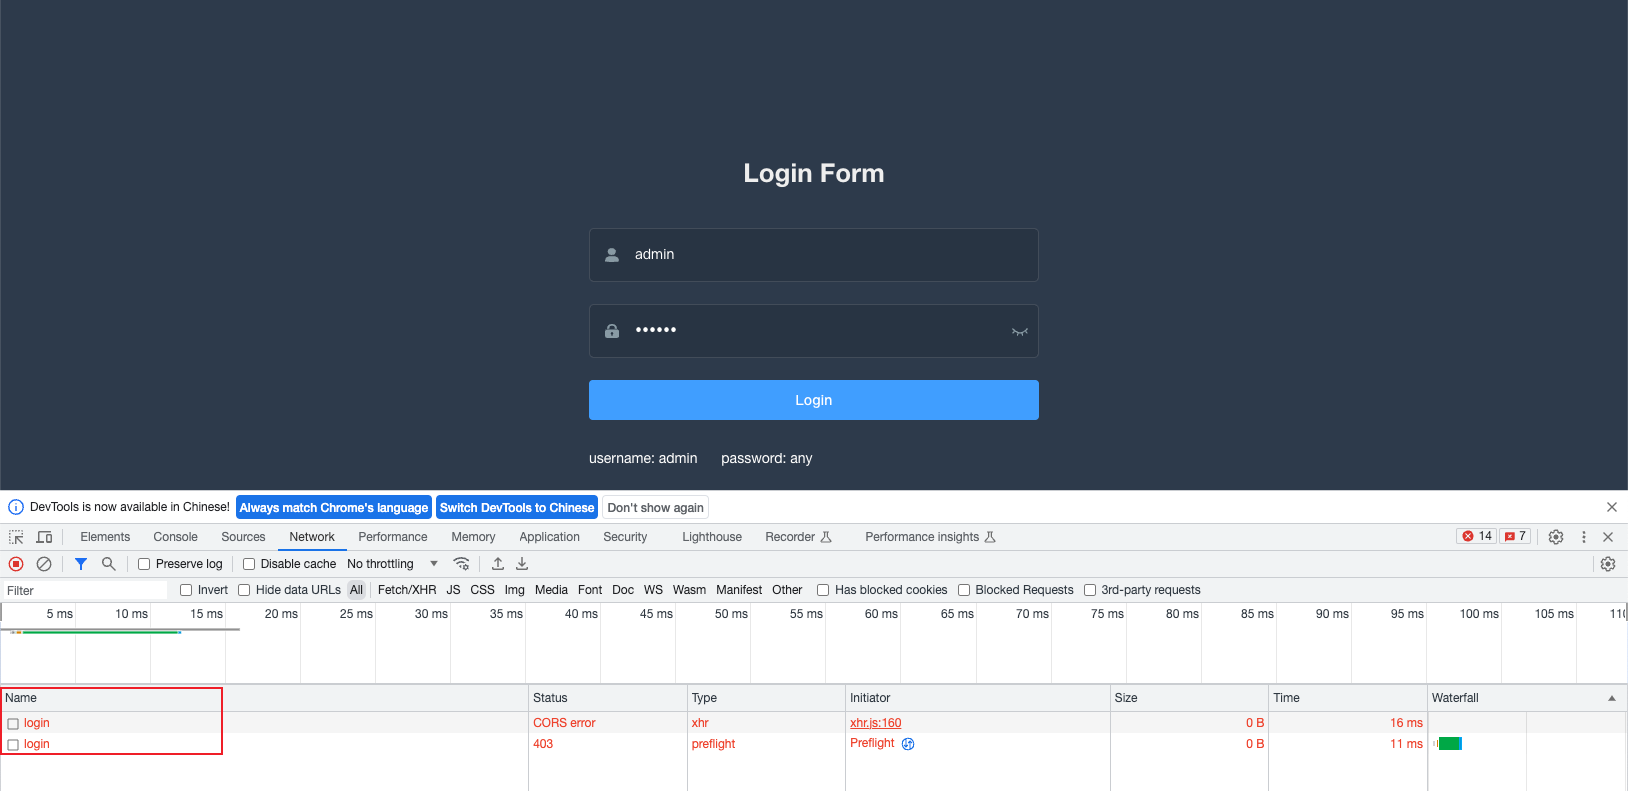 Login Form
admin
••••••
Login
username: admin password: any
DevTools is now available in Chinese! Always match Chrome's language Switch DevTools to Chinese Don't show again
Elements Console Sources Network Performance Memory Application Security Lighthouse Recorder Performance insights 14 7
Preserve log Disable cache No throttling
Filter Invert Hide data URLs All Fetch/XHR JS CSS Img Media Font Doc WS Wasm Manifest Other Has blocked cookies Blocked Requests 3rd-party requests
5 ms 10 ms 15 ms 20 ms 25 ms 30 ms 35 ms 40 ms 45 ms 50 ms 55 ms 60 ms 65 ms 70 ms 75 ms 80 ms 85 ms 90 ms 95 ms 100 ms 105 ms
Name Status Type Initiator Size Time Waterfall
login CORS error xhr xhr.js:160 0 B 16 ms
login 403 preflight Preflight 0 B 11 ms